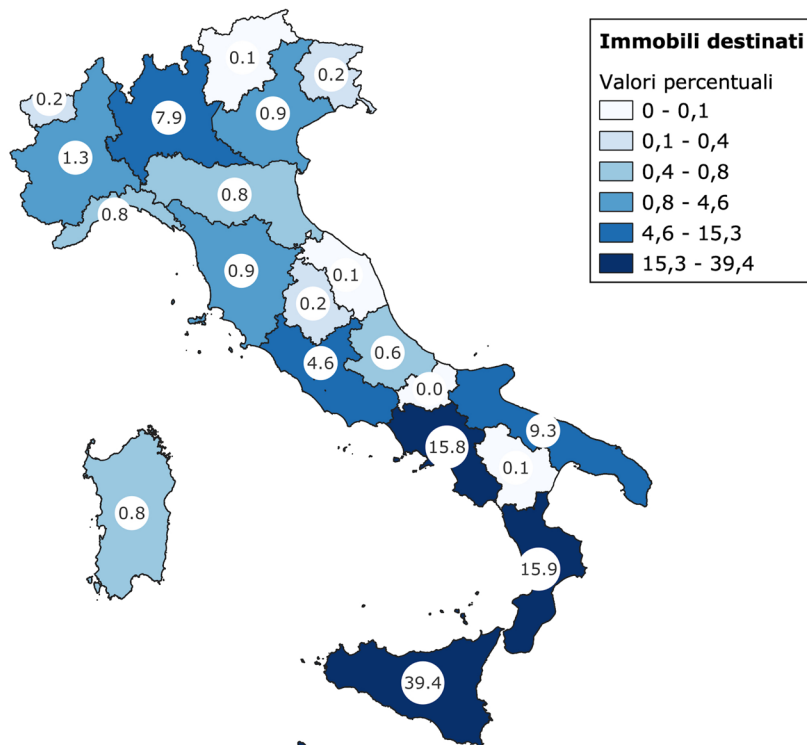 Immobili destinati
Valori percentuali
0 - 0,1
0,1 - 0,4
0,4 - 0,8
0,8 - 4,6
4,6 - 15,3
15,3 - 39,4
0.1
0.2
0.2
7.9
0.9
1.3
0.8
0.8
0.9
0.1
0.2
4.6
0.6
0.0
9.3
15.8
0.1
0.8
15.9
39.4